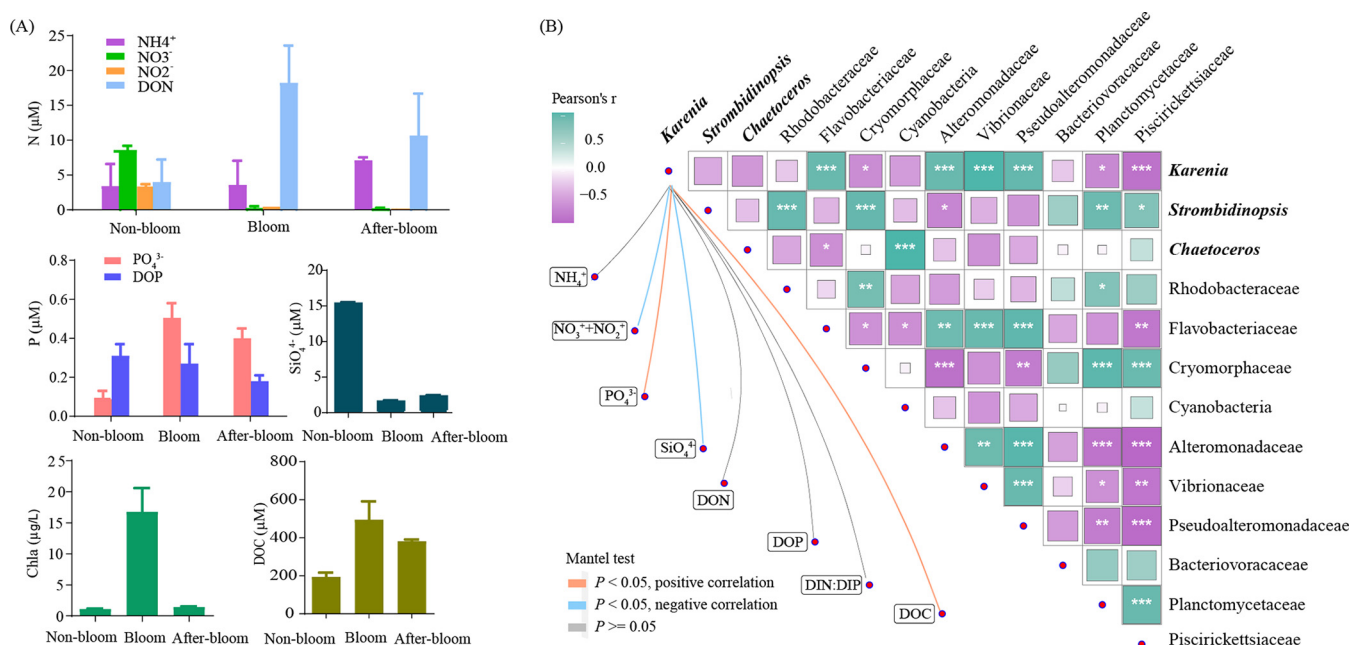 (A)
25
20
15
10
5
0
N (µM)
NH4⁺
NO3⁻
NO2⁻
DON
Non-bloom
Bloom
After-bloom
0.8
0.6
0.4
0.2
0.0
P (µM)
PO₄³⁻
DOP
Non-bloom
Bloom
After-bloom
20
15
10
5
0
SiO₄⁴⁻ (µM)
Non-bloom
Bloom
After-bloom
25
20
15
10
5
0
Chla (µg/L)
Non-bloom
Bloom
After-bloom
800
600
400
200
0
DOC (µM)
Non-bloom
Bloom
After-bloom
(B)
Pearson's r
0.5
0.0
−0.5
Karenia
Strombidinopsis
Chaetoceros
Rhodobacteraceae
Flavobacteriaceae
Cryomorphaceae
Cyanobacteria
Alteromonadaceae
Vibrionaceae
Pseudoalteromonadaceae
Bacteriovoracaceae
Planctomycetaceae
Piscirickettsiaceae
*** * *** *** *** * *** Karenia
*** *** * ** * Strombidinopsis
* *** Chaetoceros
** * Rhodobacteraceae
* * ** *** *** ** Flavobacteriaceae
*** ** *** *** Cryomorphaceae
Cyanobacteria
** *** *** *** Alteromonadaceae
*** * ** Vibrionaceae
** *** Pseudoalteromonadaceae
Bacteriovoracaceae
*** Planctomycetaceae
Piscirickettsiaceae
NH₄⁺
NO₃⁺+NO₂⁺
PO₄³⁻
SiO₄⁴⁻
DON
DOP
DIN:DIP
DOC
Mantel test
P < 0.05, positive correlation
P < 0.05, negative correlation
P >= 0.05